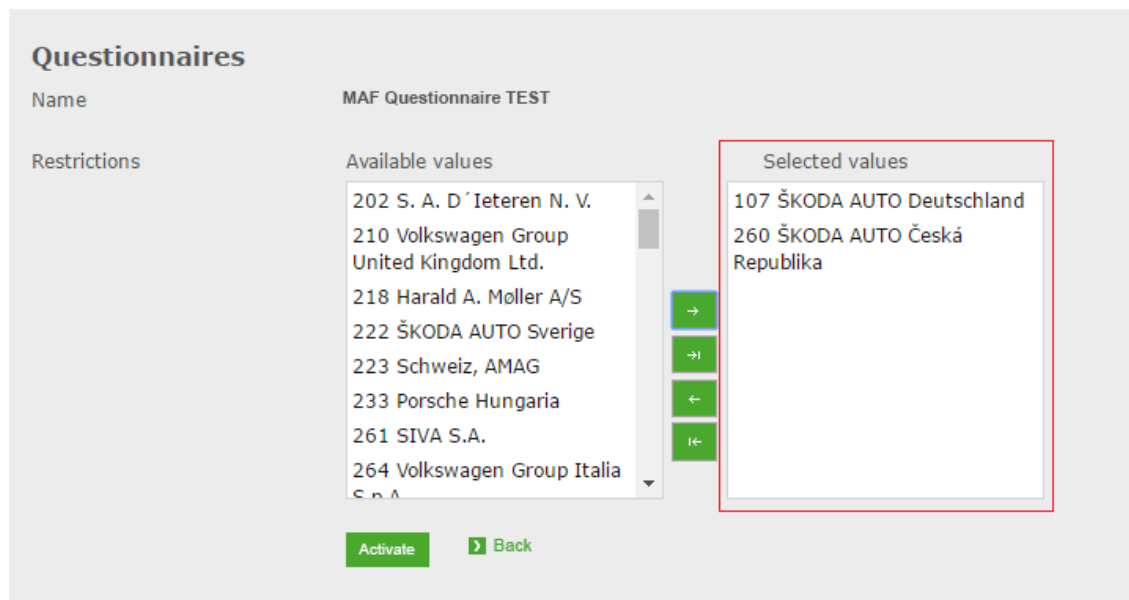 Questionnaires
Name
MAF Questionnaire TEST
Restrictions
Available values
Selected values
202 S. A. D´Ieteren N. V.
210 Volkswagen Group
United Kingdom Ltd.
218 Harald A. Møller A/S
222 ŠKODA AUTO Sverige
223 Schweiz, AMAG
233 Porsche Hungaria
261 SIVA S.A.
264 Volkswagen Group Italia
S.p.A.
107 ŠKODA AUTO Deutschland
260 ŠKODA AUTO Česká
Republika
Activate
Back